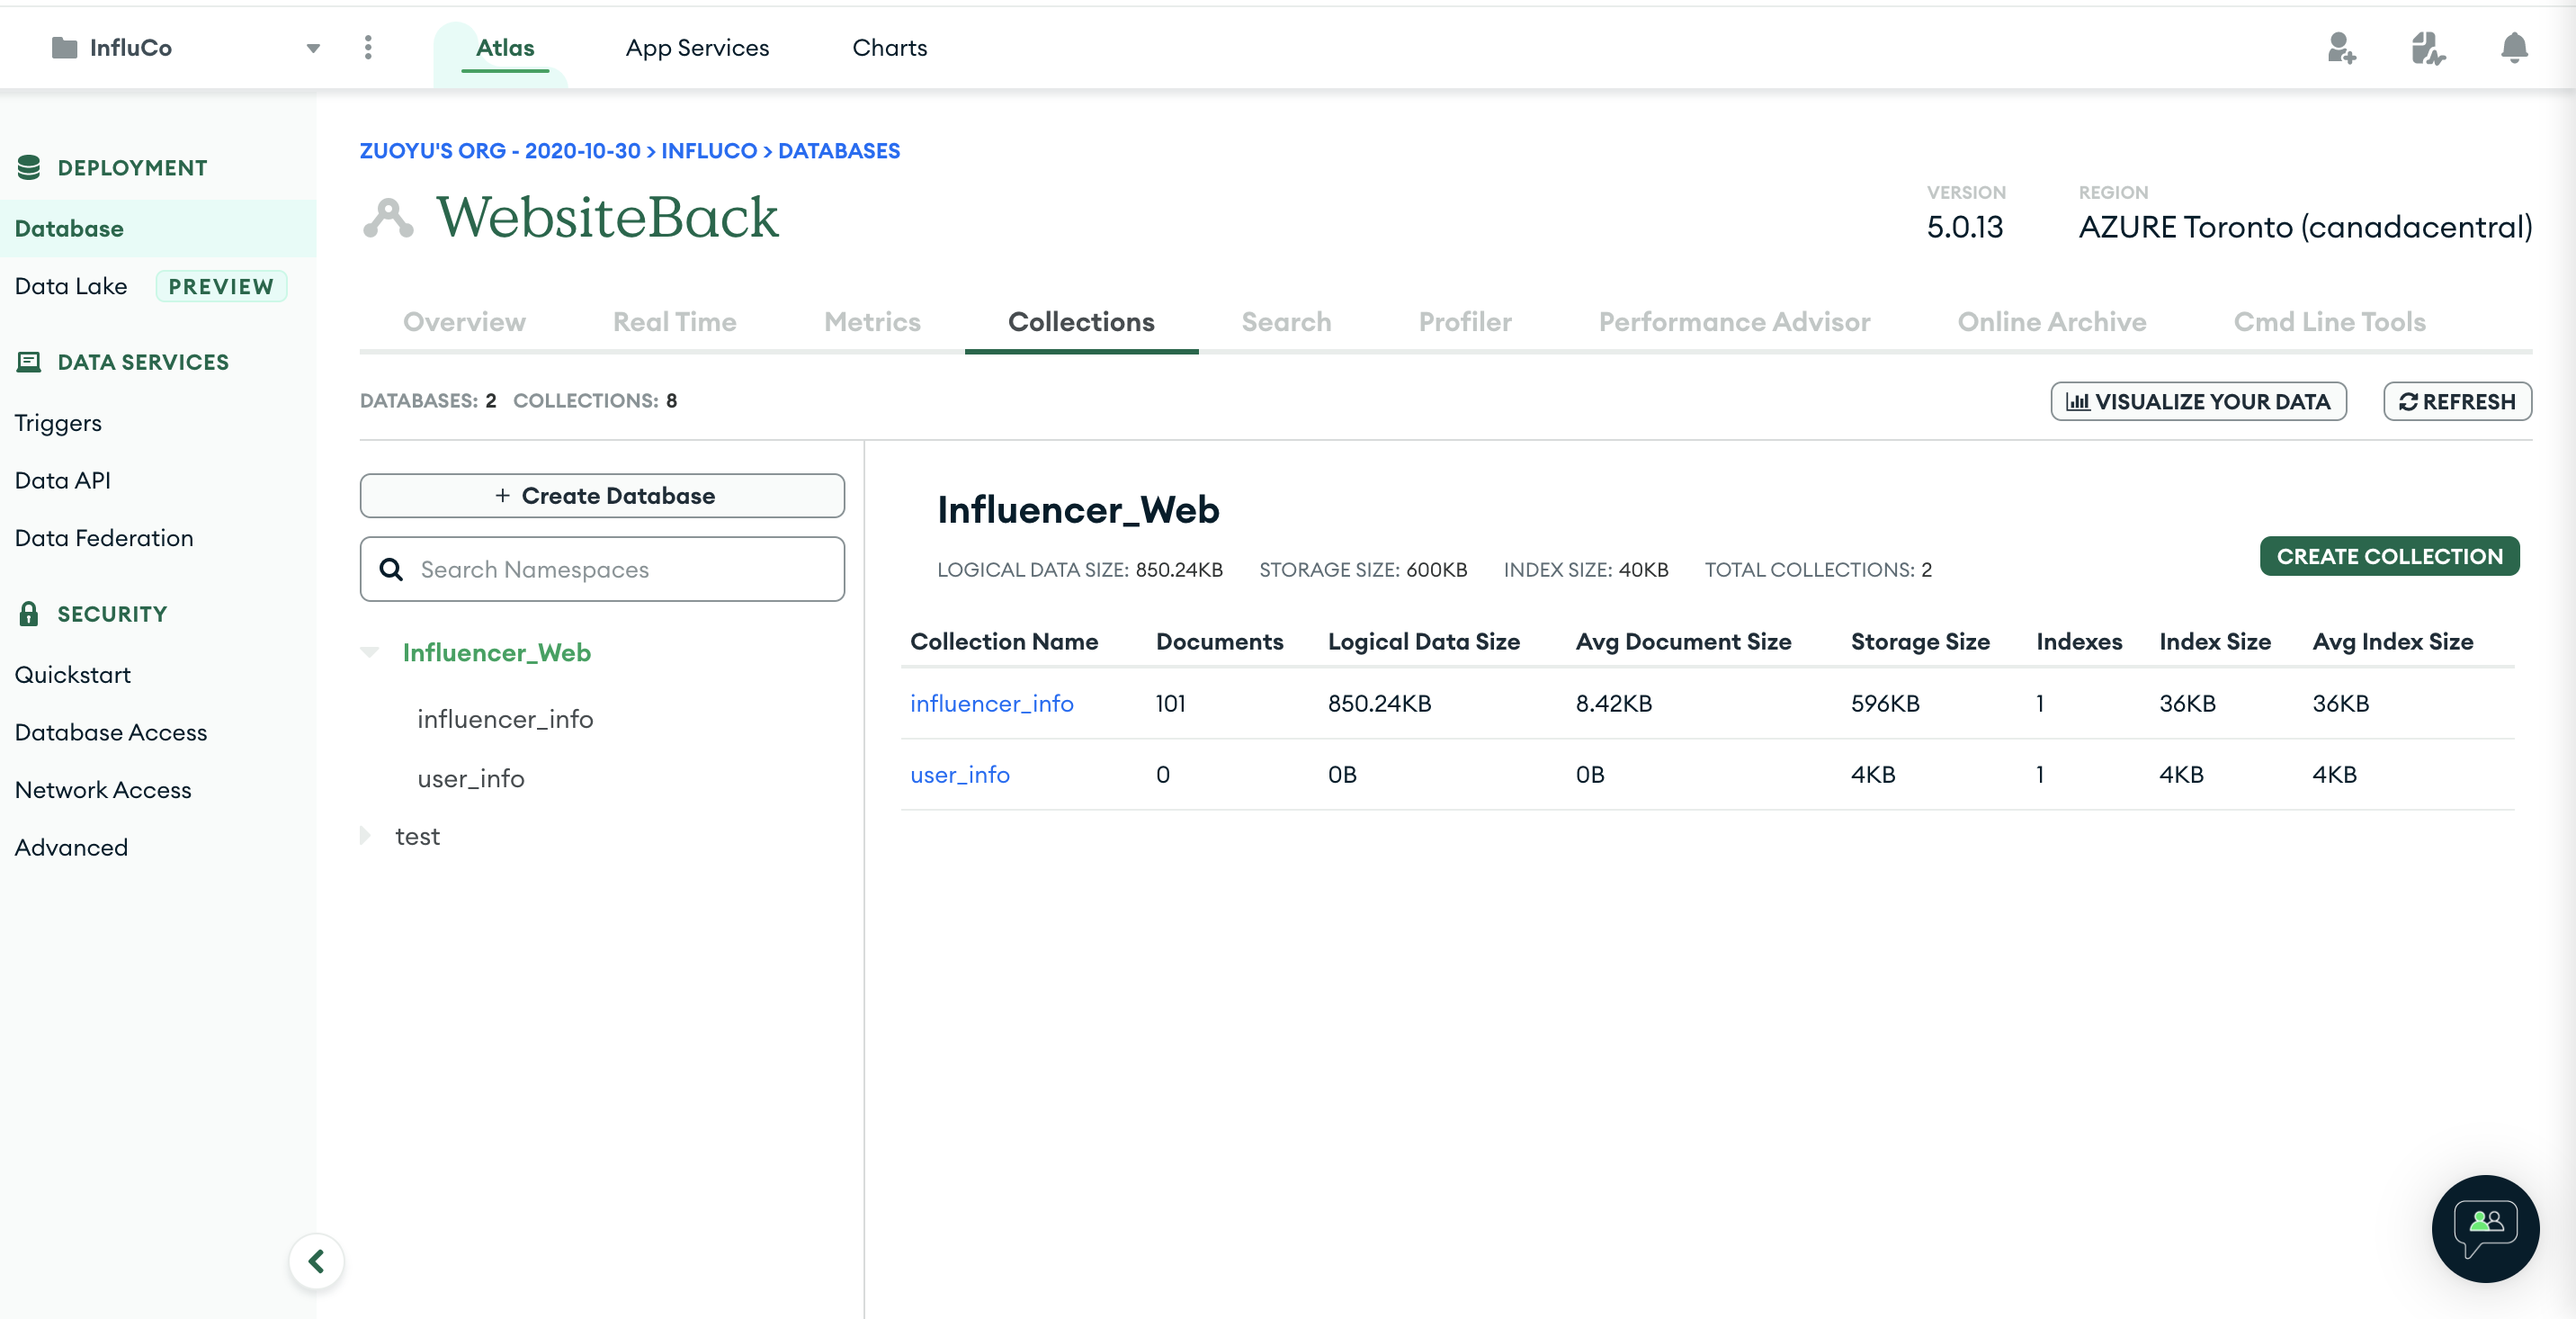 InfluCo
Atlas
App Services
Charts
DEPLOYMENT
Database
Data Lake PREVIEW
DATA SERVICES
Triggers
Data API
Data Federation
SECURITY
Quickstart
Database Access
Network Access
Advanced
ZUOYU'S ORG - 2020-10-30 > INFLUCO > DATABASES
WebsiteBack
VERSION
5.0.13
REGION
AZURE Toronto (canadacentral)
Overview Real Time Metrics Collections Search Profiler Performance Advisor Online Archive Cmd Line Tools
DATABASES: 2 COLLECTIONS: 8
VISUALIZE YOUR DATA
REFRESH
+ Create Database
Search Namespaces
Influencer_Web
influencer_info
user_info
test
Influencer_Web
LOGICAL DATA SIZE: 850.24KB STORAGE SIZE: 600KB INDEX SIZE: 40KB TOTAL COLLECTIONS: 2
CREATE COLLECTION
Collection Name Documents Logical Data Size Avg Document Size Storage Size Indexes Index Size Avg Index Size
influencer_info 101 850.24KB 8.42KB 596KB 1 36KB 36KB
user_info 0 0B 0B 4KB 1 4KB 4KB